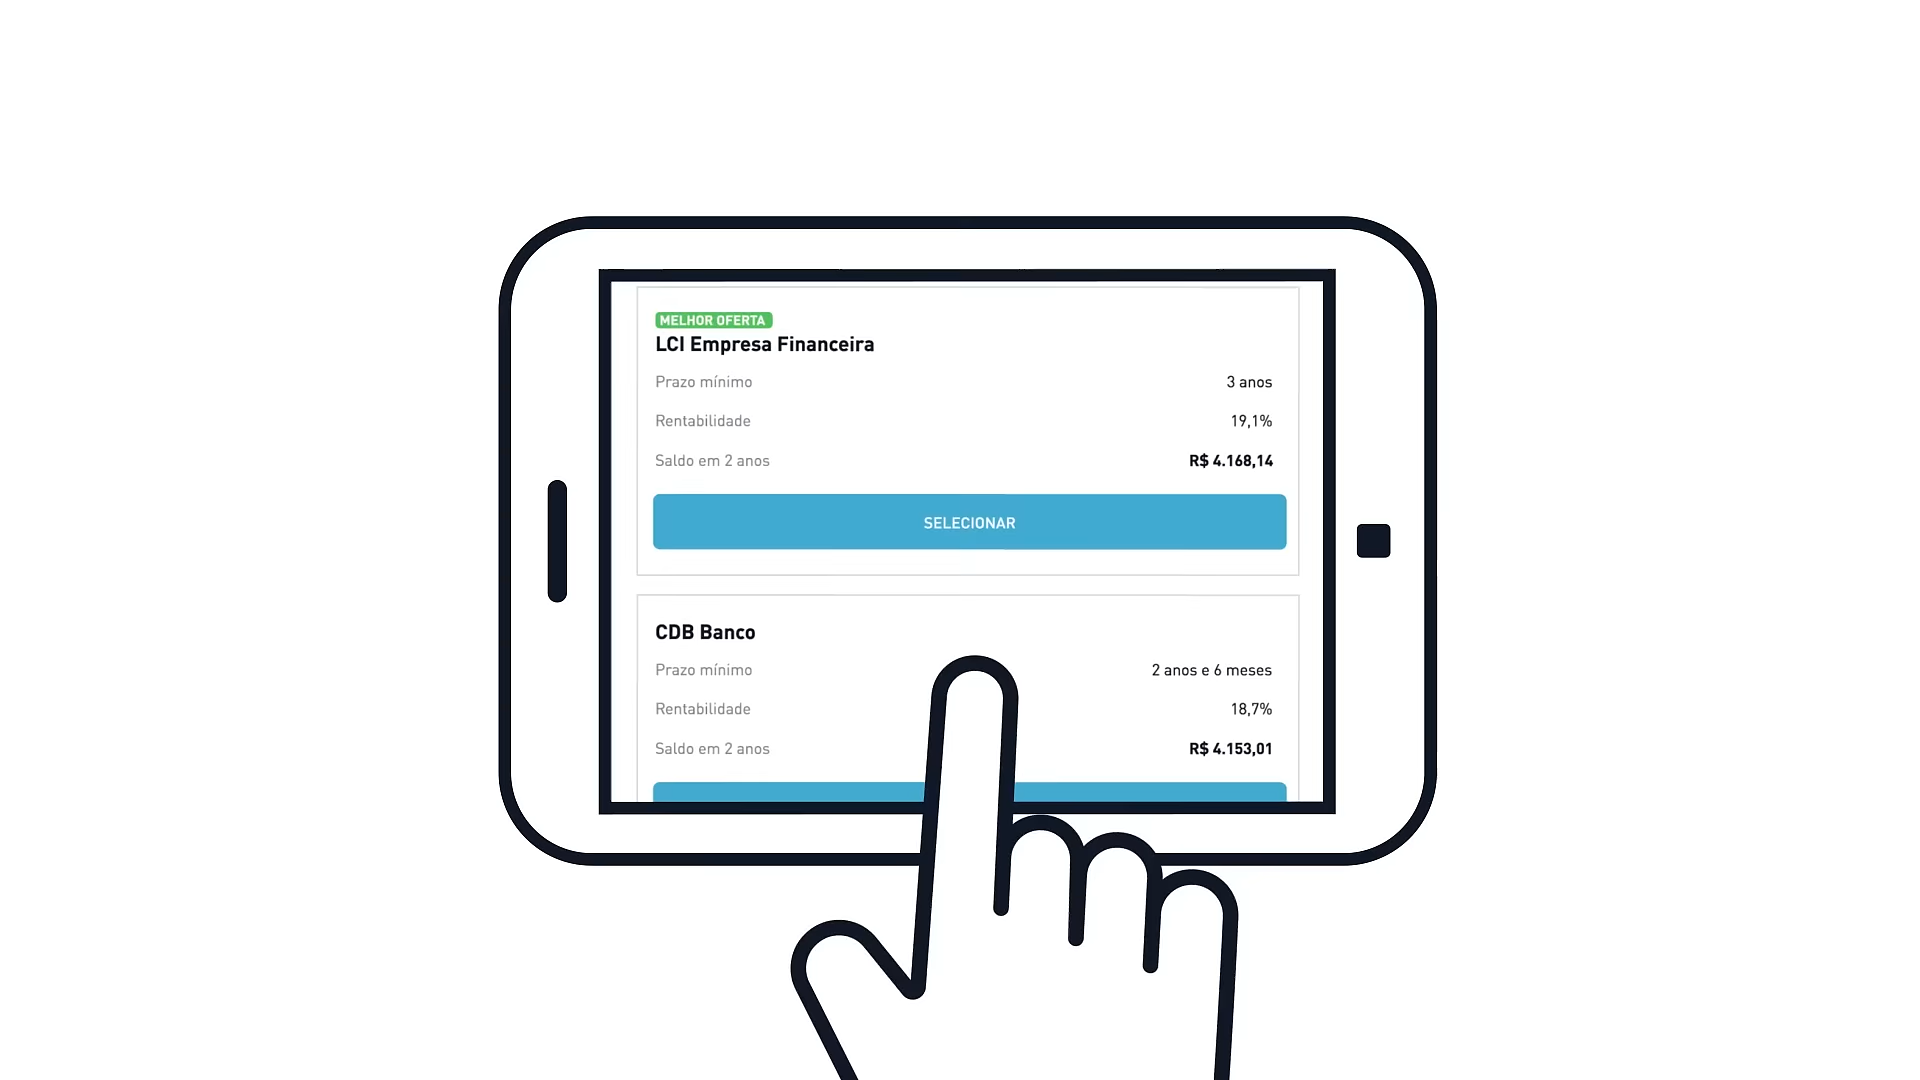 MELHOR OFERTA
LCI Empresa Financeira
Prazo mínimo 3 anos
Rentabilidade 19,1%
Saldo em 2 anos R$ 4.168,14
SELECIONAR
CDB Banco
Prazo mínimo 2 anos e 6 meses
Rentabilidade 18,7%
Saldo em 2 anos R$ 4.153,01